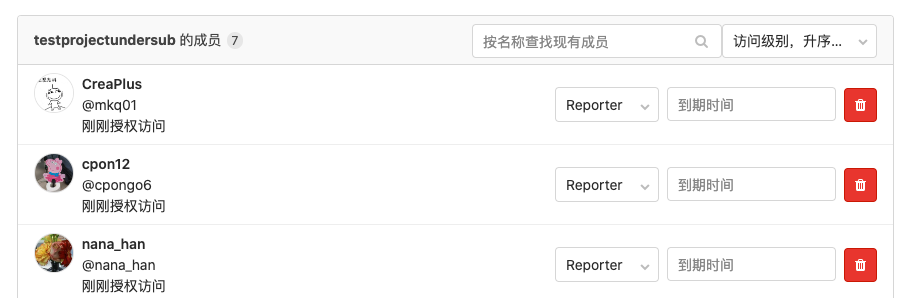 testprojectundersub 的成员 7
按名称查找现有成员
访问级别，升序...
CreaPlus
@mkq01
刚刚授权访问
Reporter
到期时间
cpon12
@cpongo6
刚刚授权访问
Reporter
到期时间
nana_han
@nana_han
刚刚授权访问
Reporter
到期时间